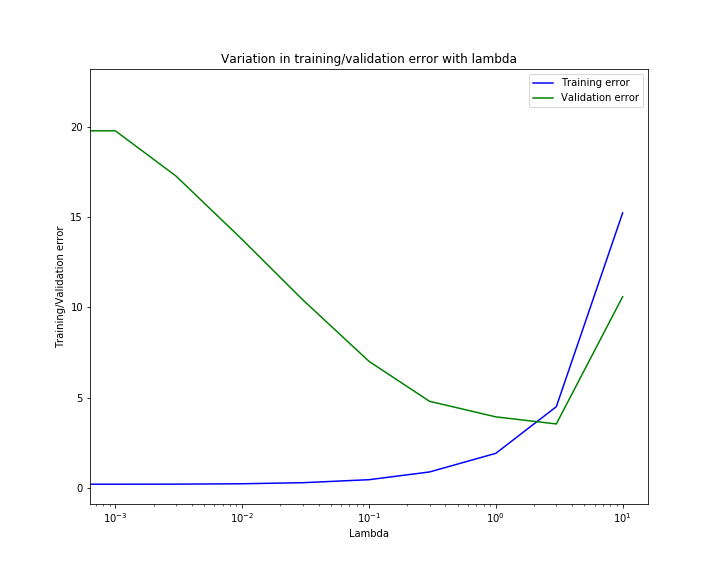 Variation in training/validation error with lambda
Training error
Validation error
Training/Validation error
20
15
10
5
0
10⁻³
10⁻²
10⁻¹
10⁰
10¹
Lambda